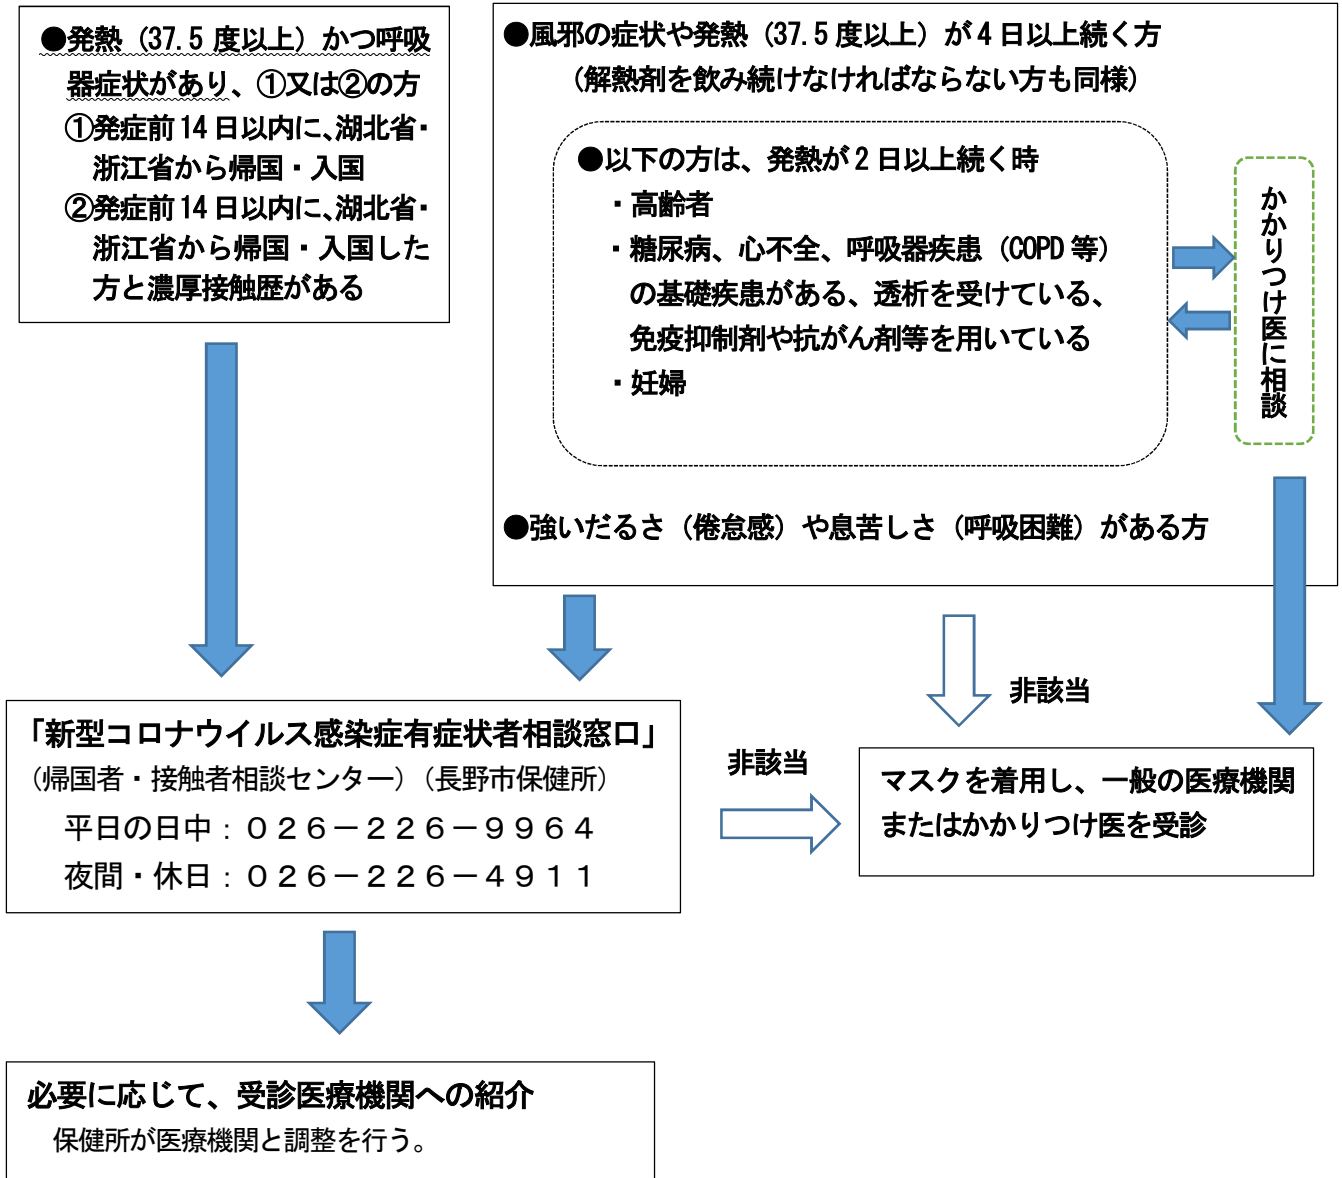 ●発熱（37.5度以上）かつ呼吸
器症状があり、①又は②の方
①発症前14日以内に、湖北省・
浙江省から帰国・入国
②発症前14日以内に、湖北省・
浙江省から帰国・入国した
方と濃厚接触歴がある
●風邪の症状や発熱（37.5度以上）が4日以上続く方
（解熱剤を飲み続けなければならない方も同様）
●以下の方は、発熱が2日以上続く時
・高齢者
・糖尿病、心不全、呼吸器疾患（COPD等）
の基礎疾患がある、透析を受けている、
免疫抑制剤や抗がん剤等を用いている
・妊婦
かかりつけ医に相談
●強いだるさ（倦怠感）や息苦しさ（呼吸困難）がある方
非該当
「新型コロナウイルス感染症有症状者相談窓口」
（帰国者・接触者相談センター）（長野市保健所）
平日の日中：０２６－２２６－９９６４
夜間・休日：０２６－２２６－４９１１
非該当
マスクを着用し、一般の医療機関
またはかかりつけ医を受診
必要に応じて、受診医療機関への紹介
保健所が医療機関と調整を行う。